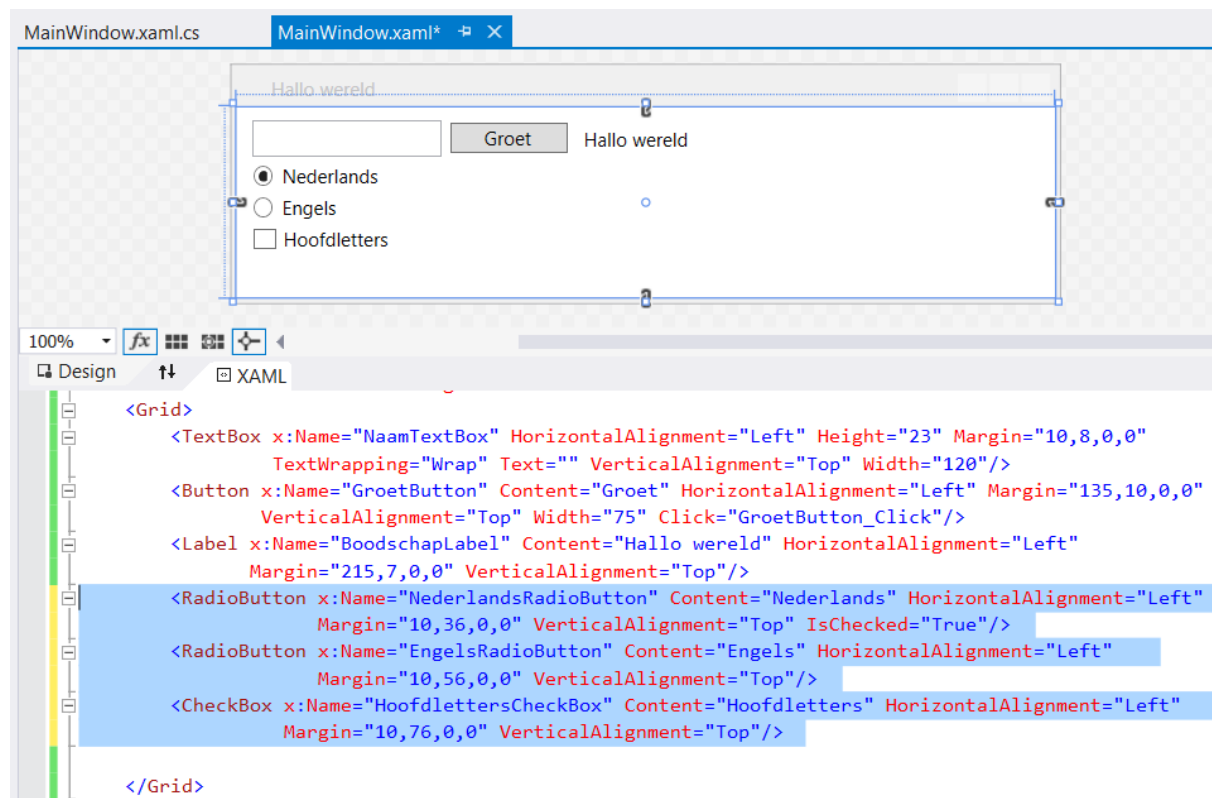 MainWindow.xaml.cs
MainWindow.xaml*
Hallo wereld
Groet
Hallo wereld
Nederlands
Engels
Hoofdletters
100%
fx
Design
XAML
<Grid>
<TextBox x:Name="NaamTextBox" HorizontalAlignment="Left" Height="23" Margin="10,8,0,0"
TextWrapping="Wrap" Text="" VerticalAlignment="Top" Width="120"/>
<Button x:Name="GroetButton" Content="Groet" HorizontalAlignment="Left" Margin="135,10,0,0"
VerticalAlignment="Top" Width="75" Click="GroetButton_Click"/>
<Label x:Name="BoodschapLabel" Content="Hallo wereld" HorizontalAlignment="Left"
Margin="215,7,0,0" VerticalAlignment="Top"/>
<RadioButton x:Name="NederlandsRadioButton" Content="Nederlands" HorizontalAlignment="Left"
Margin="10,36,0,0" VerticalAlignment="Top" IsChecked="True"/>
<RadioButton x:Name="EngelsRadioButton" Content="Engels" HorizontalAlignment="Left"
Margin="10,56,0,0" VerticalAlignment="Top"/>
<CheckBox x:Name="HoofdlettersCheckBox" Content="Hoofdletters" HorizontalAlignment="Left"
Margin="10,76,0,0" VerticalAlignment="Top"/>
</Grid>